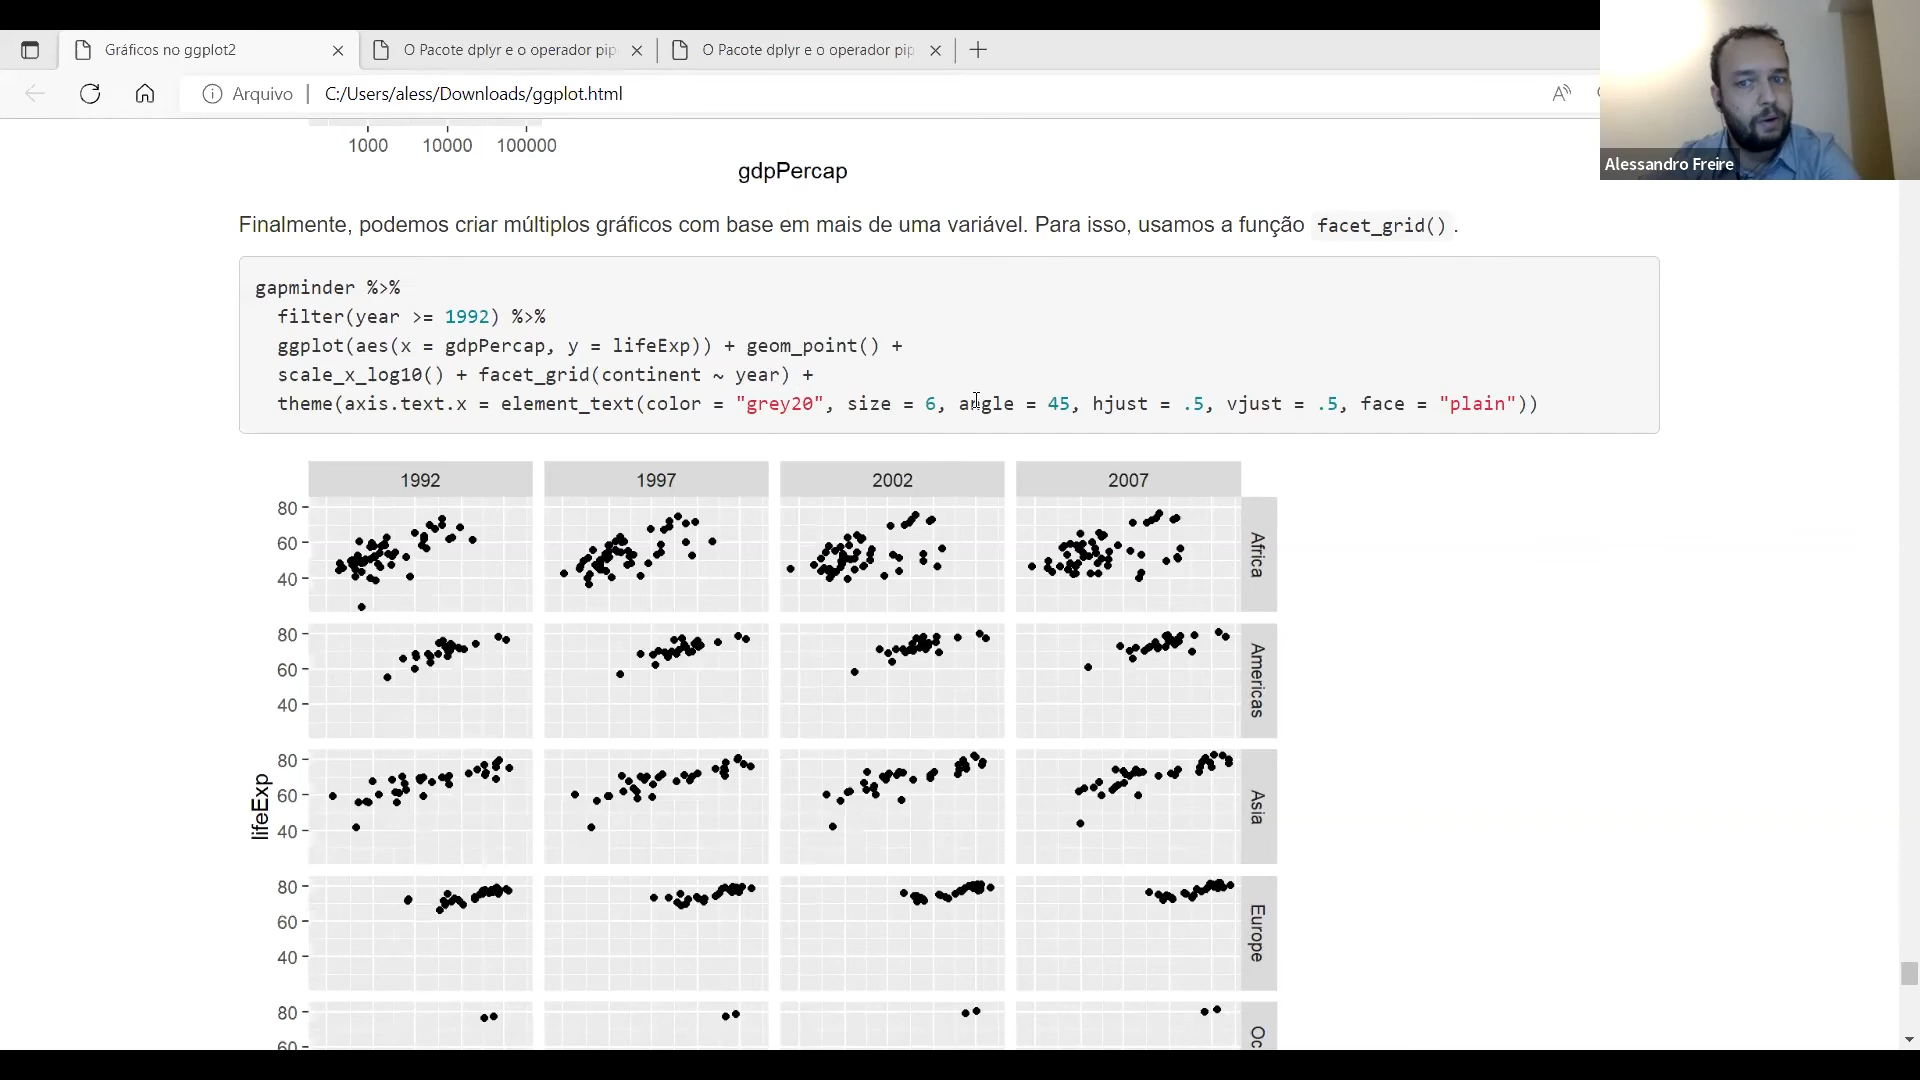 Gráficos no ggplot2
O Pacote dplyr e o operador pip
O Pacote dplyr e o operador pip
Arquivo
C:/Users/aless/Downloads/ggplot.html
Alessandro Freire
1000 10000 100000
gdpPercap
Finalmente, podemos criar múltiplos gráficos com base em mais de uma variável. Para isso, usamos a função facet_grid().
gapminder %>%
filter(year >= 1992) %>%
ggplot(aes(x = gdpPercap, y = lifeExp)) + geom_point() +
scale_x_log10() + facet_grid(continent ~ year) +
theme(axis.text.x = element_text(color = "grey20", size = 6, angle = 45, hjust = .5, vjust = .5, face = "plain"))
1992 1997 2002 2007
80
60
40
Africa
80
60
40
Americas
80
60
40
Asia
lifeExp
80
60
40
Europe
80
60
Oc